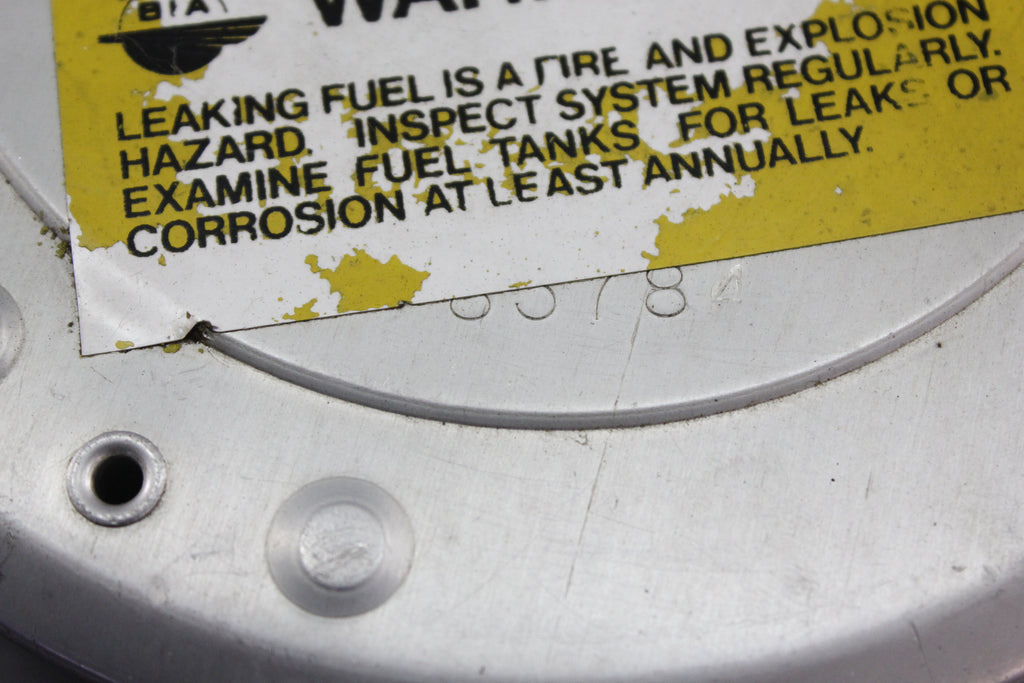 BIA
LEAKING FUEL IS A FIRE AND EXPLOSION
HAZARD. INSPECT SYSTEM REGULARLY.
EXAMINE FUEL TANKS FOR LEAKS OR
CORROSION AT LEAST ANNUALLY.